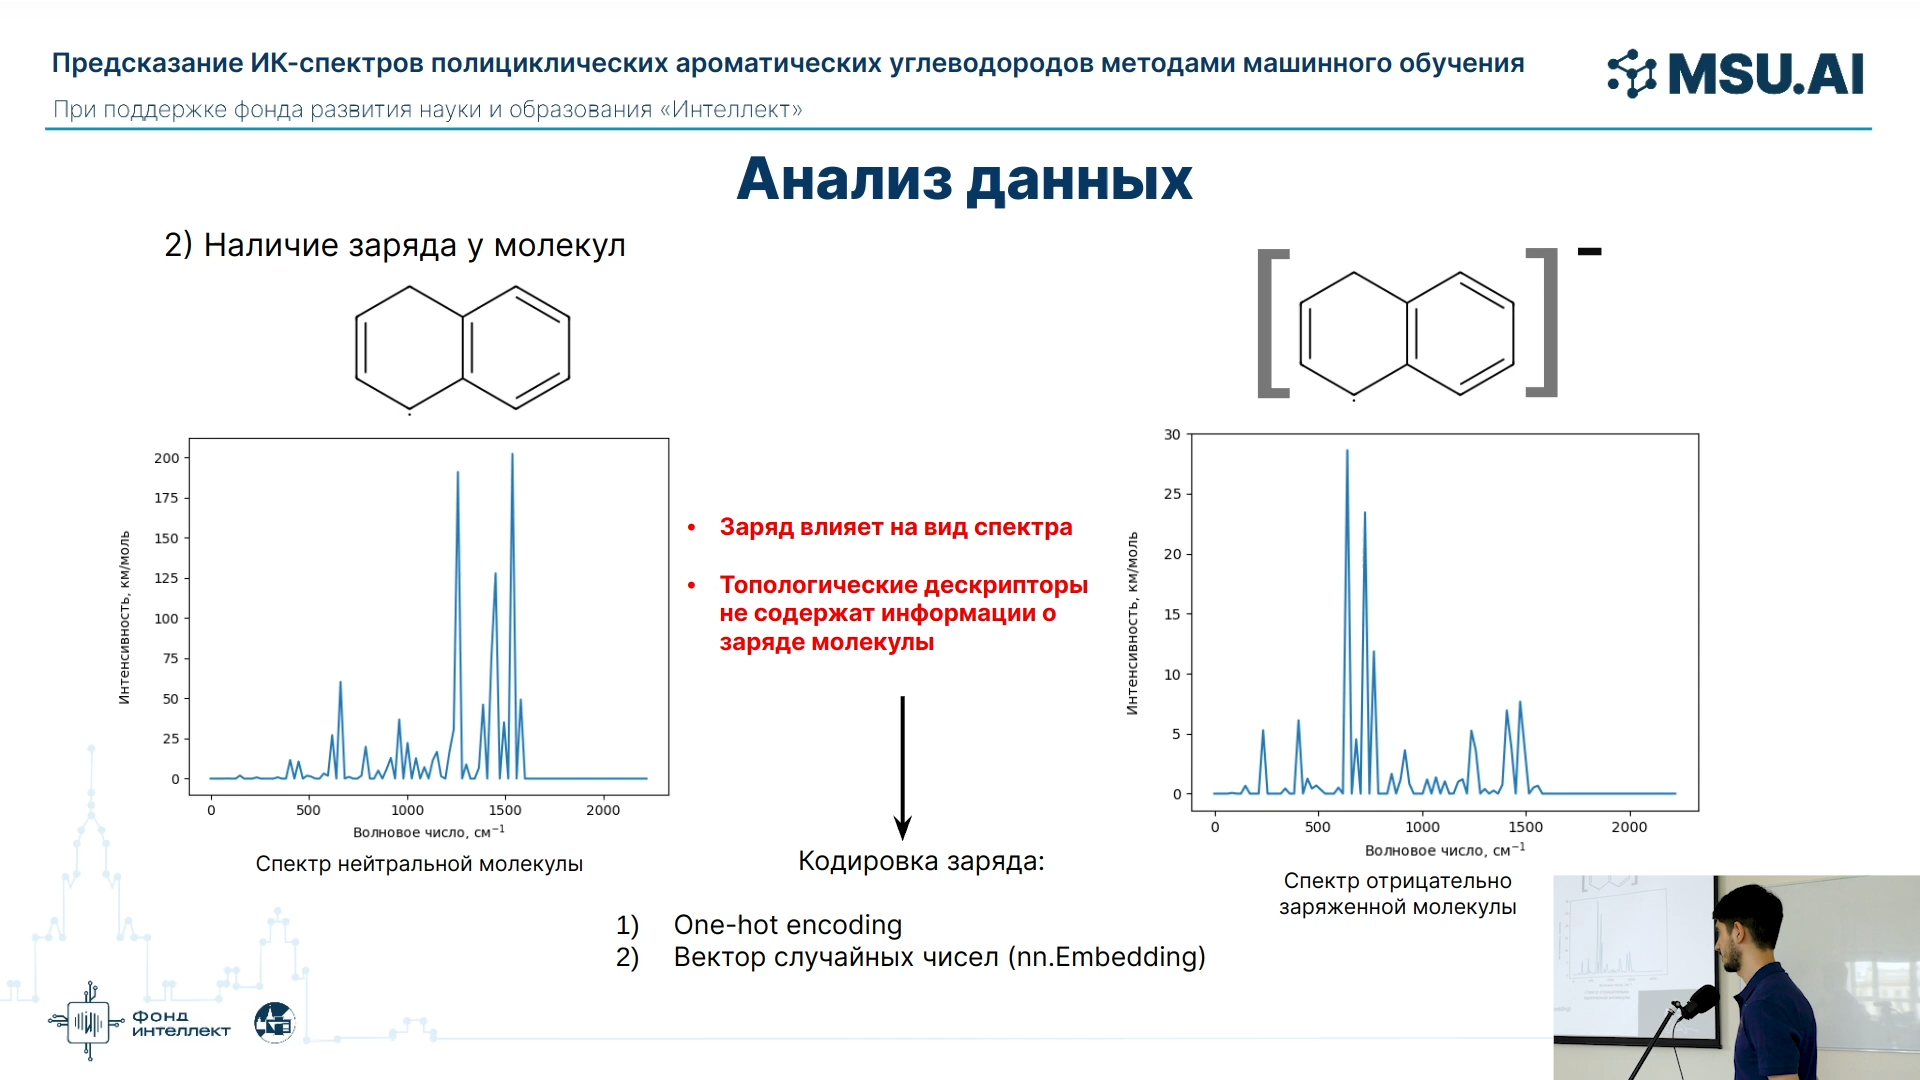 Предсказание ИК-спектров полициклических ароматических углеводородов методами машинного обучения
MSU.AI
При поддержке фонда развития науки и образования «Интеллект»
Анализ данных
2) Наличие заряда у молекул
Интенсивность, км/моль
200
175
150
125
100
75
50
25
0
0 500 1000 1500 2000
Волновое число, см⁻¹
Спектр нейтральной молекулы
• Заряд влияет на вид спектра
• Топологические дескрипторы
не содержат информации о
заряде молекулы
Кодировка заряда:
1) One-hot encoding
2) Вектор случайных чисел (nn.Embedding)
Интенсивность, км/моль
30
25
20
15
10
5
0
0 500 1000 1500 2000
Волновое число, см⁻¹
Спектр отрицательно
заряженной молекулы
ФОНД
ИНТЕЛЛЕКТ